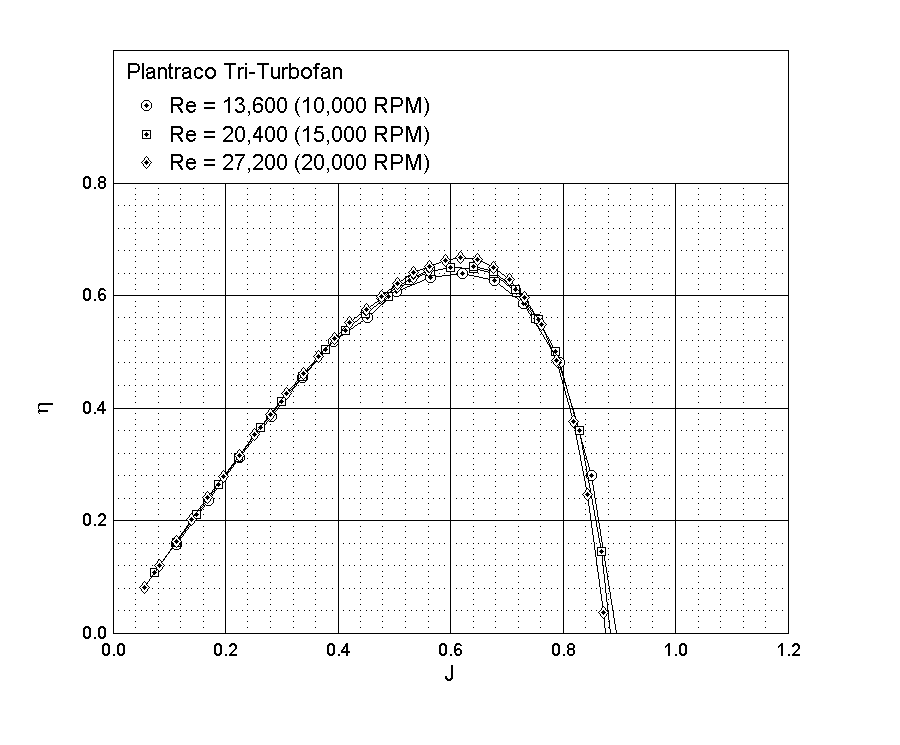 Plantraco Tri-Turbofan
Re = 13,600 (10,000 RPM)
Re = 20,400 (15,000 RPM)
Re = 27,200 (20,000 RPM)
0.8
0.6
0.4
η
0.2
0.0
0.0 0.2 0.4 0.6 0.8 1.0 1.2
J